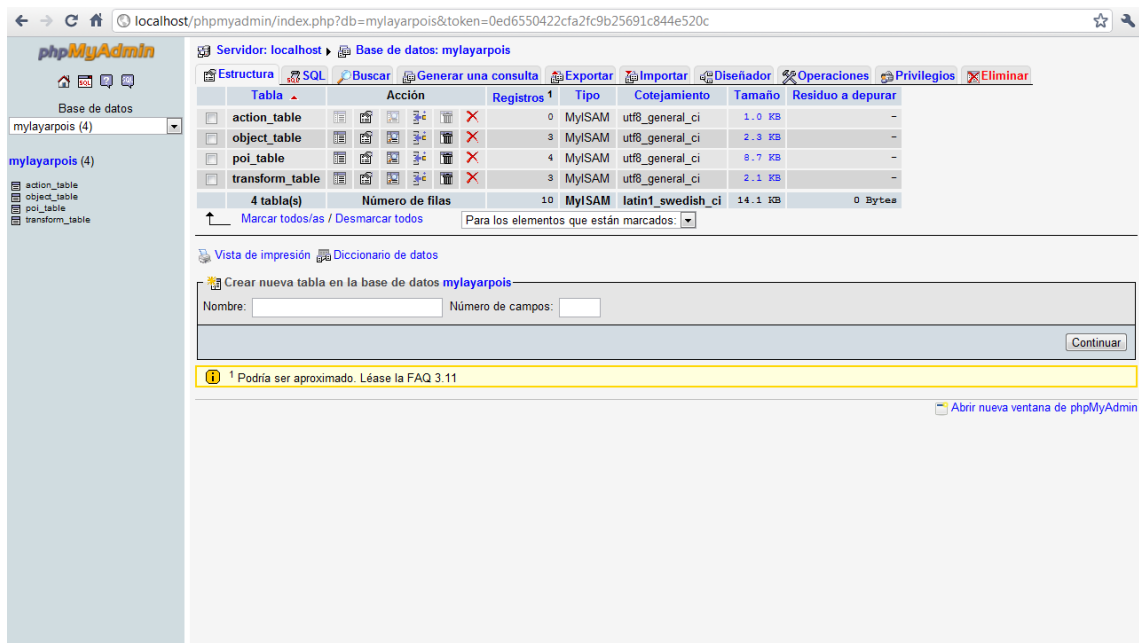 localhost/phpmyadmin/index.php?db=mylayarpois&token=0ed6550422cfa2fc9b25691c844e520c
phpMyAdmin
SQL
Base de datos
mylayarpois (4)
mylayarpois (4)
action_table
object_table
poi_table
transform_table
Servidor: localhost Base de datos: mylayarpois
Estructura SQL Buscar Generar una consulta Exportar Importar Diseñador Operaciones Privilegios Eliminar
Tabla Acción Registros 1 Tipo Cotejamiento Tamaño Residuo a depurar
action_table 0 MyISAM utf8_general_ci 1.0 KB -
object_table 3 MyISAM utf8_general_ci 2.3 KB -
poi_table 4 MyISAM utf8_general_ci 8.7 KB -
transform_table 3 MyISAM utf8_general_ci 2.1 KB -
4 tabla(s) Número de filas 10 MyISAM latin1_swedish_ci 14.1 KB 0 Bytes
Marcar todos/as / Desmarcar todos Para los elementos que están marcados:
Vista de impresión Diccionario de datos
Crear nueva tabla en la base de datos mylayarpois
Nombre: Número de campos:
Continuar
1 Podría ser aproximado. Léase la FAQ 3.11
Abrir nueva ventana de phpMyAdmin